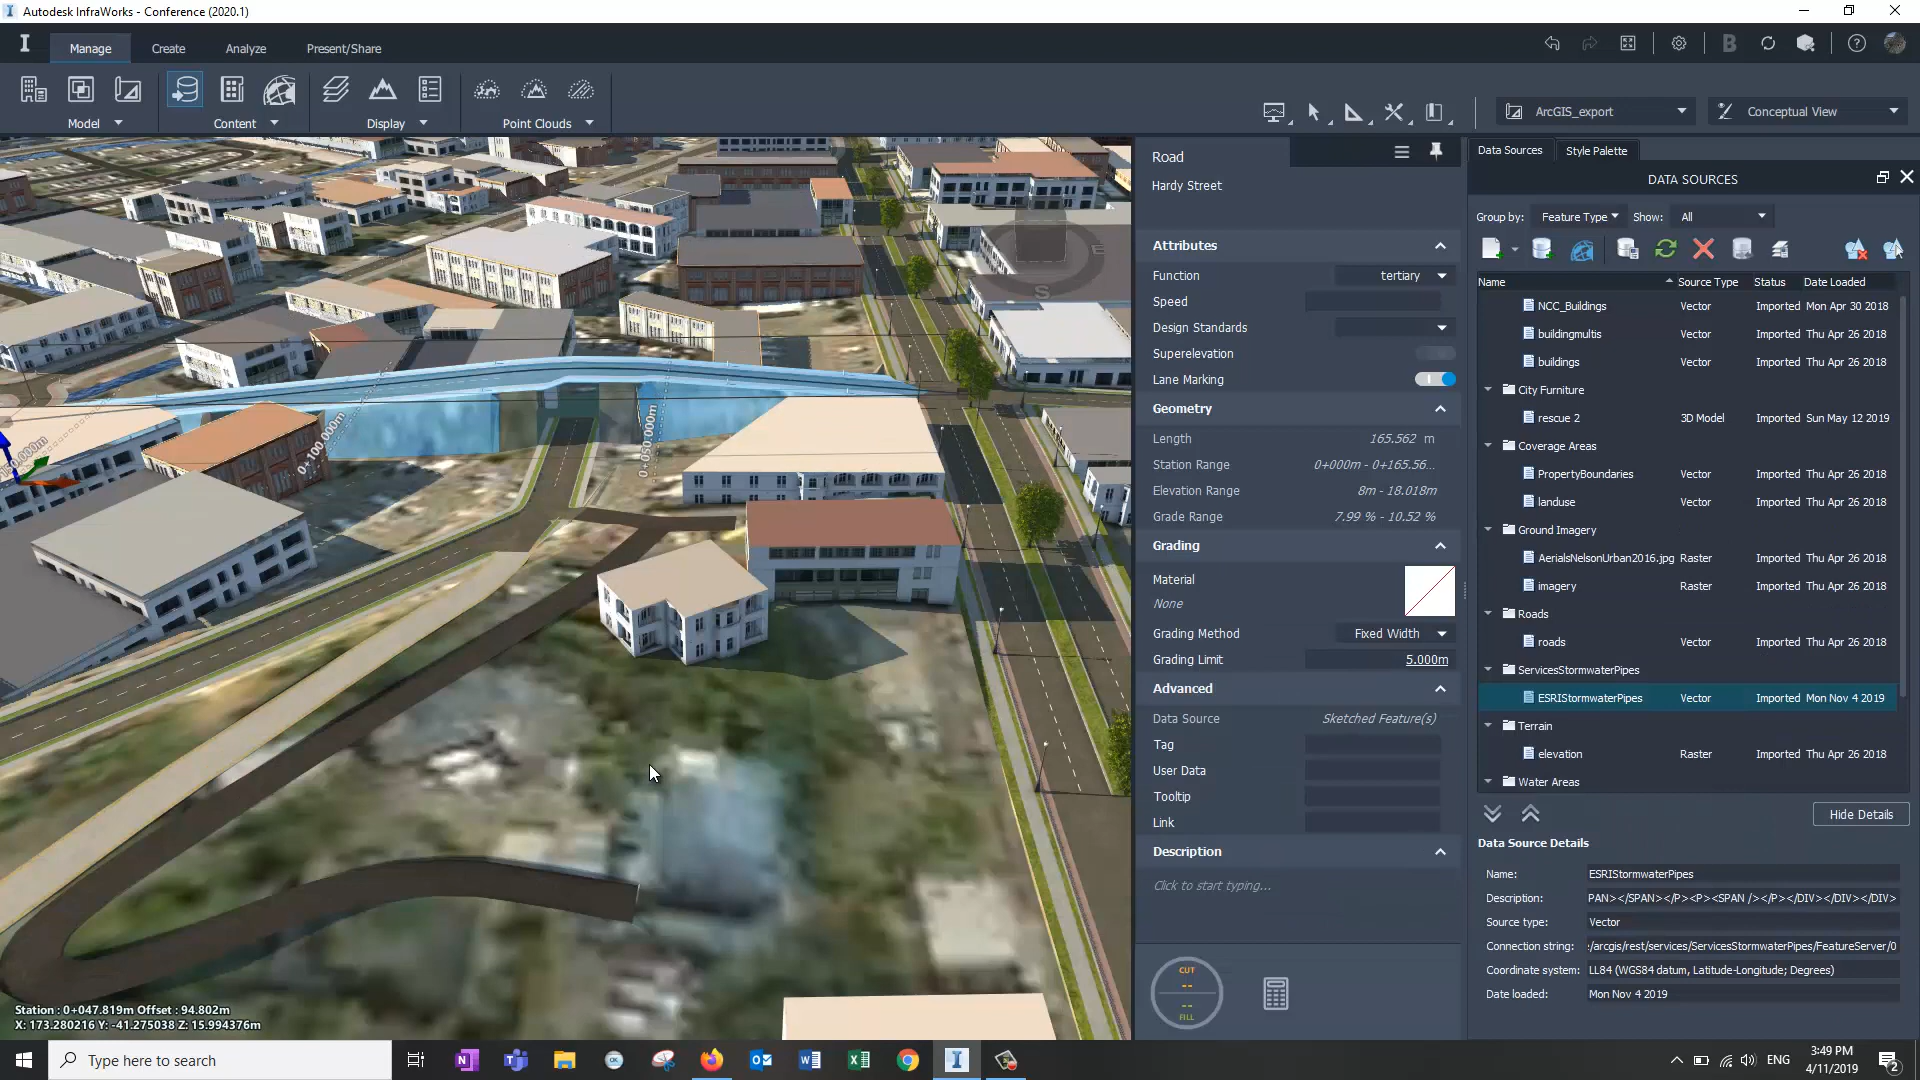 Autodesk InfraWorks - Conference (2020.1)
Manage Create Analyze Present/Share
Model Content Display Point Clouds
ArcGIS_export Conceptual View
Road
Hardy Street
Attributes
Function tertiary
Speed
Design Standards
Superelevation
Lane Marking
Geometry
Length 165.562 m
Station Range 0+000m - 0+165.56...
Elevation Range 8m - 18.018m
Grade Range 7.99 % - 10.52 %
Grading
Material
None
Grading Method Fixed Width
Grading Limit 5.000m
Advanced
Data Source Sketched Feature(s)
Tag
User Data
Tooltip
Link
Description
Click to start typing...
CUT
--
--
FILL
Data Sources Style Palette
DATA SOURCES
Group by: Feature Type Show: All
Name Source Type Status Date Loaded
NCC_Buildings Vector Imported Mon Apr 30 2018
buildingmultis Vector Imported Thu Apr 26 2018
buildings Vector Imported Thu Apr 26 2018
City Furniture
rescue 2 3D Model Imported Sun May 12 2019
Coverage Areas
PropertyBoundaries Vector Imported Thu Apr 26 2018
landuse Vector Imported Thu Apr 26 2018
Ground Imagery
AerialsNelsonUrban2016.jpg Raster Imported Thu Apr 26 2018
imagery Raster Imported Thu Apr 26 2018
Roads
roads Vector Imported Thu Apr 26 2018
ServicesStormwaterPipes
ESRIStormwaterPipes Vector Imported Mon Nov 4 2019
Terrain
elevation Raster Imported Thu Apr 26 2018
Water Areas
Hide Details
Data Source Details
Name: ESRIStormwaterPipes
Description: PAN></SPAN></P><P><SPAN /></P></DIV></DIV></DIV>
Source type: Vector
Connection string: :/arcgis/rest/services/ServicesStormwaterPipes/FeatureServer/0
Coordinate system: LL84 (WGS84 datum, Latitude-Longitude; Degrees)
Date loaded: Mon Nov 4 2019
E
S
0+100.000m
0+050.000m
150.000m
Station : 0+047.819m Offset : 94.802m
X: 173.280216 Y: -41.275038 Z: 15.994376m
Type here to search
ENG
3:49 PM
4/11/2019
2